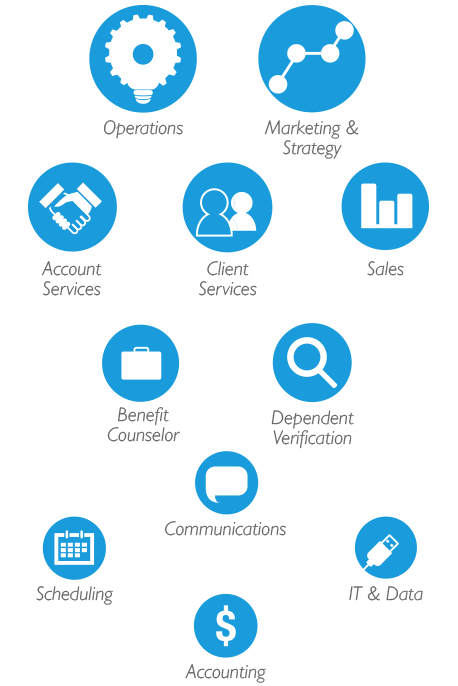 Operations
Marketing &
Strategy
Account
Services
Client
Services
Sales
Benefit
Counselor
Dependent
Verification
Communications
Scheduling
IT & Data
$
Accounting